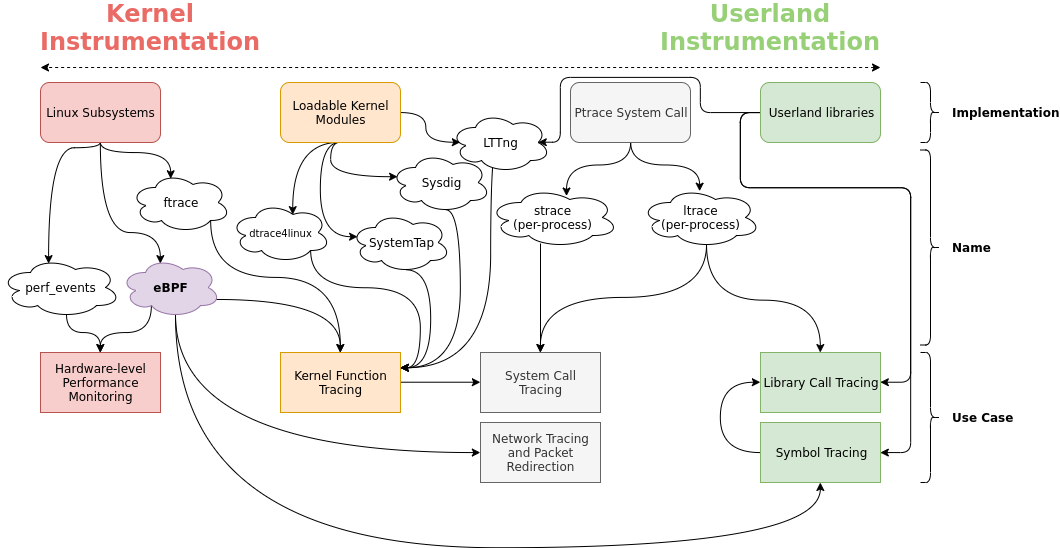 Kernel
Instrumentation
Userland
Instrumentation
Linux Subsystems
Loadable Kernel
Modules
Ptrace System Call
Userland libraries
Implementation
LTTng
Sysdig
ftrace
strace
(per-process)
ltrace
(per-process)
dtrace4linux
SystemTap
Name
perf_events
eBPF
Hardware-level
Performance
Monitoring
Kernel Function
Tracing
System Call
Tracing
Library Call Tracing
Use Case
Network Tracing
and Packet
Redirection
Symbol Tracing